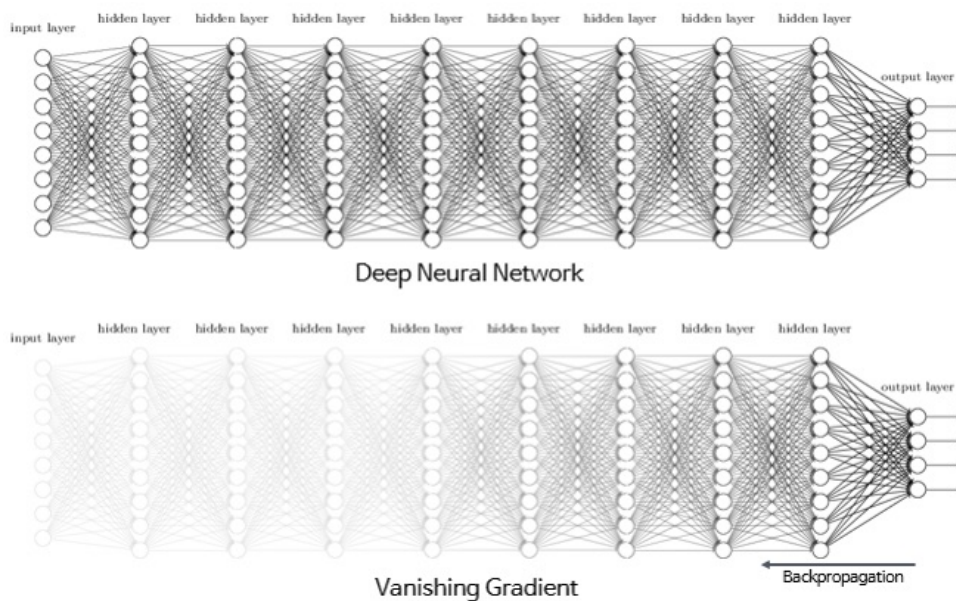 hidden layer hidden layer hidden layer hidden layer hidden layer hidden layer hidden layer hidden layer
input layer
output layer
Deep Neural Network
hidden layer hidden layer hidden layer hidden layer hidden layer hidden layer hidden layer hidden layer
input layer
output layer
Backpropagation
Vanishing Gradient